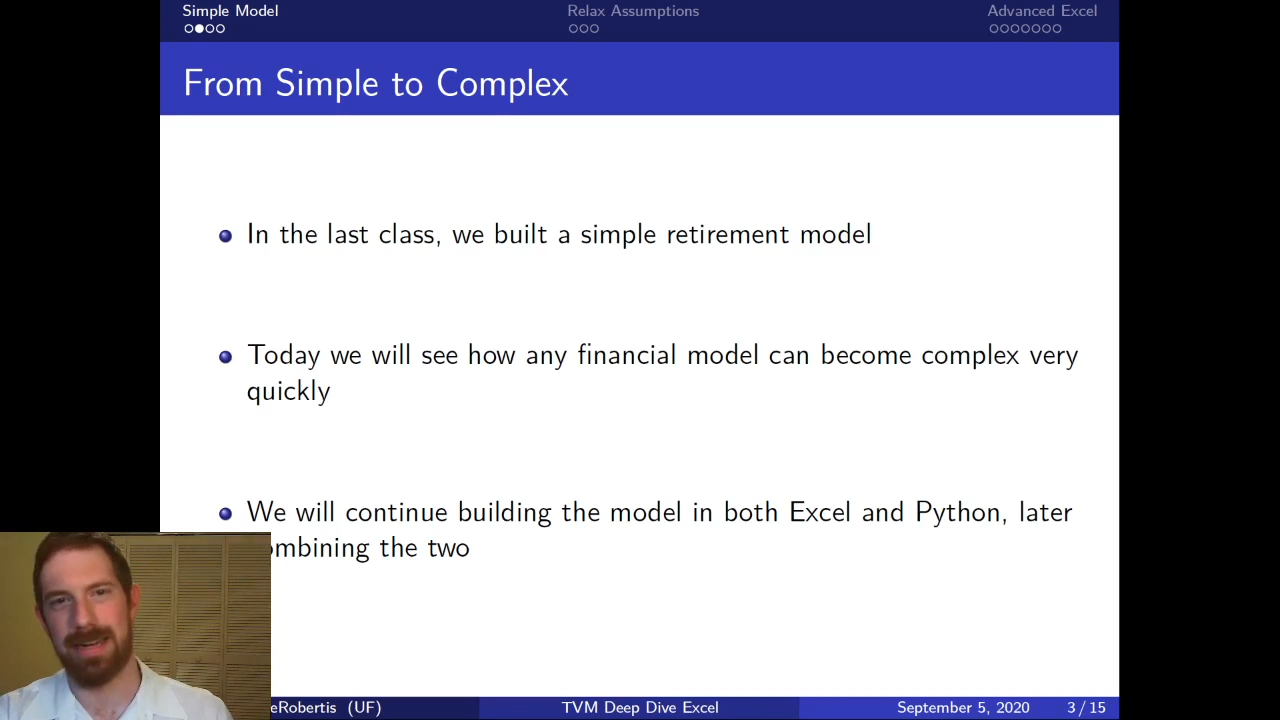 Simple Model
Relax Assumptions
Advanced Excel
From Simple to Complex
In the last class, we built a simple retirement model
Today we will see how any financial model can become complex very
quickly
We will continue building the model in both Excel and Python, later
ombining the two
eRobertis (UF)
TVM Deep Dive Excel
September 5, 2020
3 / 15